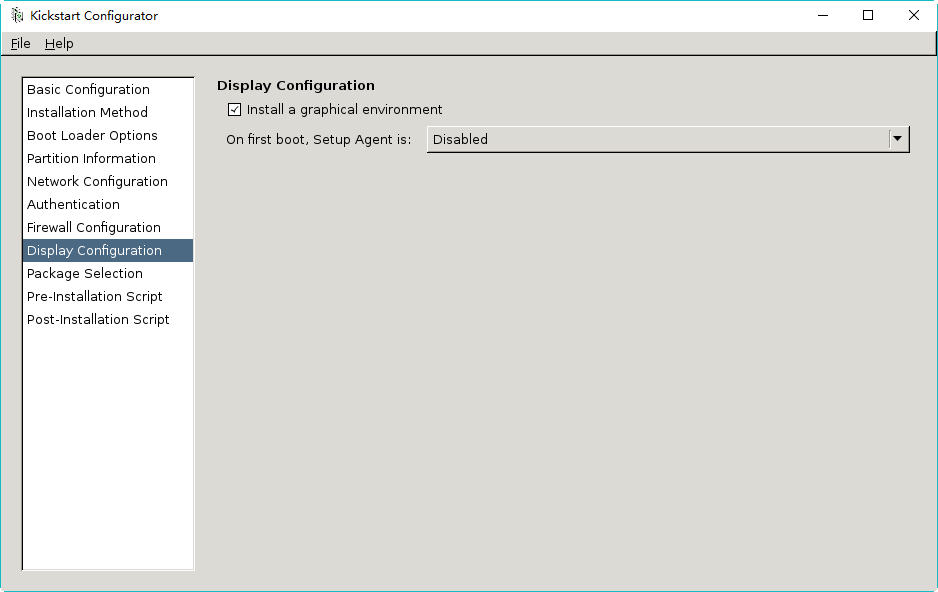 Kickstart Configurator
File Help
Basic Configuration
Installation Method
Boot Loader Options
Partition Information
Network Configuration
Authentication
Firewall Configuration
Display Configuration
Package Selection
Pre-Installation Script
Post-Installation Script
Display Configuration
Install a graphical environment
On first boot, Setup Agent is: Disabled